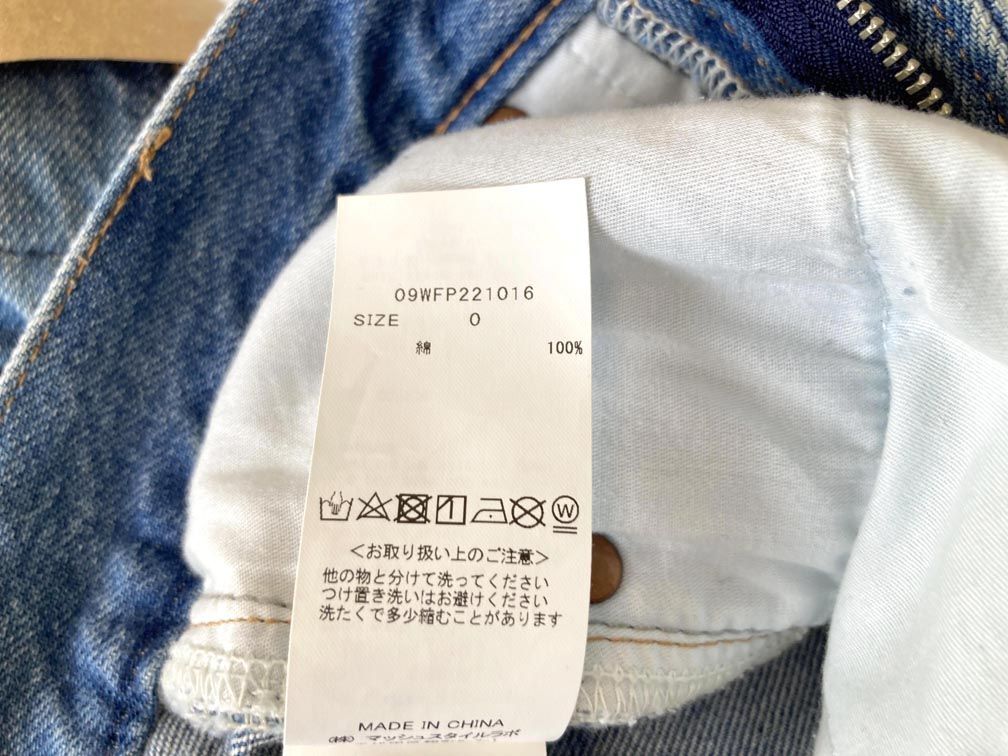 09WFP221016
SIZE 0
綿 100%
W
<お取り扱い上のご注意>
他の物と分けて洗ってください
つけ置き洗いはお避けください
洗たくで多少縮むことがあります
MADE IN CHINA
(株) マッシュスタイルラボ